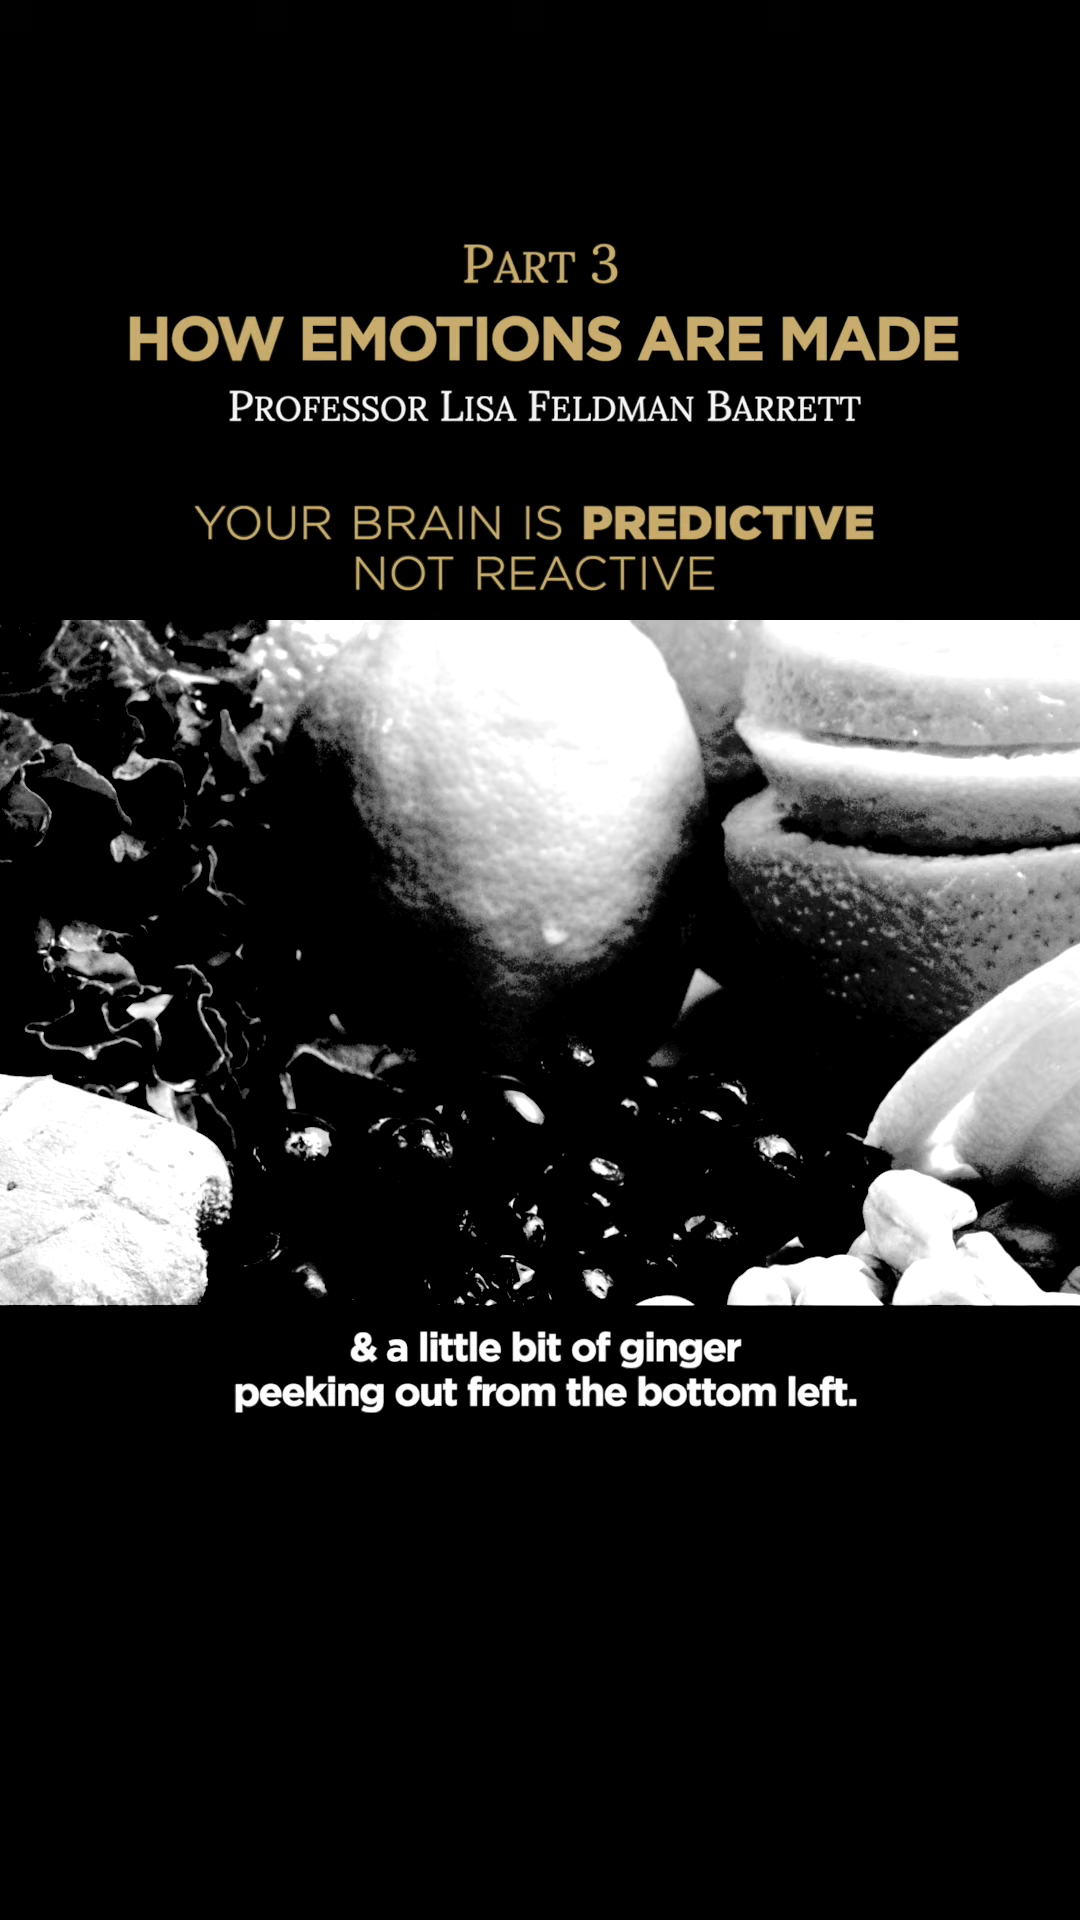 PART 3
HOW EMOTIONS ARE MADE
PROFESSOR LISA FELDMAN BARRETT
YOUR BRAIN IS PREDICTIVE
NOT REACTIVE
& a little bit of ginger
peeking out from the bottom left.